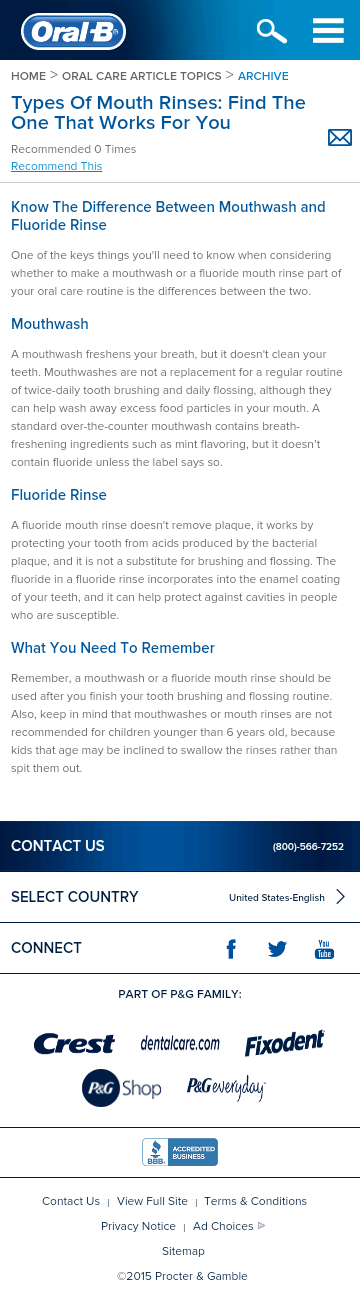 Oral-B
HOME > ORAL CARE ARTICLE TOPICS > ARCHIVE
Types Of Mouth Rinses: Find The
One That Works For You
Recommended 0 Times
Recommend This
Know The Difference Between Mouthwash and
Fluoride Rinse
One of the keys things you'll need to know when considering
whether to make a mouthwash or a fluoride mouth rinse part of
your oral care routine is the differences between the two.
Mouthwash
A mouthwash freshens your breath, but it doesn't clean your
teeth. Mouthwashes are not a replacement for a regular routine
of twice-daily tooth brushing and daily flossing, although they
can help wash away excess food particles in your mouth. A
standard over-the-counter mouthwash contains breath-
freshening ingredients such as mint flavoring, but it doesn't
contain fluoride unless the label says so.
Fluoride Rinse
A fluoride mouth rinse doesn't remove plaque, it works by
protecting your tooth from acids produced by the bacterial
plaque, and it is not a substitute for brushing and flossing. The
fluoride in a fluoride rinse incorporates into the enamel coating
of your teeth, and it can help protect against cavities in people
who are susceptible.
What You Need To Remember
Remember, a mouthwash or a fluoride mouth rinse should be
used after you finish your tooth brushing and flossing routine.
Also, keep in mind that mouthwashes or mouth rinses are not
recommended for children younger than 6 years old, because
kids that age may be inclined to swallow the rinses rather than
spit them out.
CONTACT US (800)-566-7252
SELECT COUNTRY United States-English
CONNECT You Tube
PART OF P&G FAMILY:
Crest dentalcare.com Fixodent
P&G Shop P&G everyday
BBB. ACCREDITED BUSINESS
Contact Us | View Full Site | Terms & Conditions
Privacy Notice | Ad Choices
Sitemap
©2015 Procter & Gamble